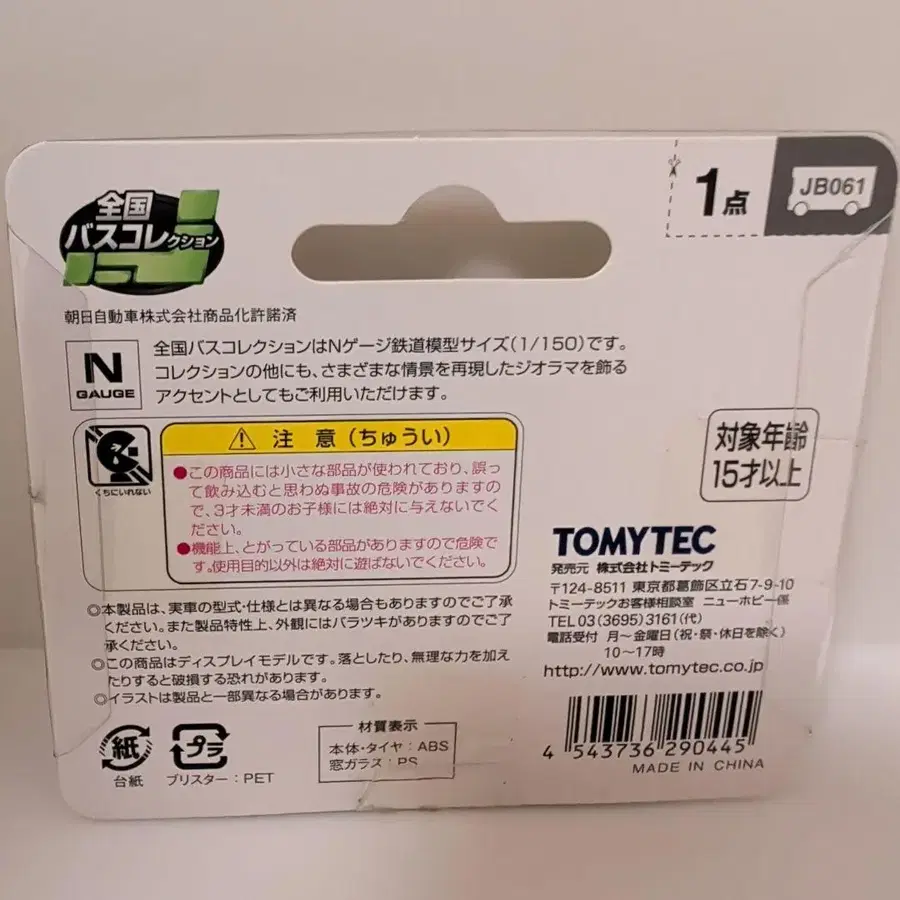 全国
バスコレクション
1点
JB061
朝日自動車株式会社商品化許諾済
N
GAUGE
全国バスコレクションはNゲージ鉄道模型サイズ(1/150)です。
コレクションの他にも、さまざまな情景を再現したジオラマを飾る
アクセントとしてもご利用いただけます。
くちにいれない
注 意(ちゅうい)
●この商品には小さな部品が使われており、誤っ
て飲み込むと思わぬ事故の危険がありますの
で、3才未満のお子様には絶対に与えないでく
ださい。
●機能上、とがっている部品がありますので危険で
す。使用目的以外は絶対に遊ばないでください。
対象年齢
15才以上
◎本製品は、実車の型式・仕様とは異なる場合もありますのでご了承
ください。また製品特性上、外観にはバラツキがありますのでご了
承ください。
◎この商品はディスプレイモデルです。落としたり、無理な力を加え
たりすると破損する恐れがあります。
◎イラストは製品と一部異なる場合があります。
TOMYTEC
発売元 株式会社トミーテック
〒124-8511 東京都葛飾区立石7-9-10
トミーテックお客様相談室 ニューホビー係
TEL 03(3695)3161(代)
電話受付 月～金曜日(祝・祭・休日を除く)
10～17時
http://www.tomytec.co.jp
紙
台紙
プラ
ブリスター：PET
材質表示
本体・タイヤ：ABS
窓ガラス：PS
4 543736 290445
MADE IN CHINA